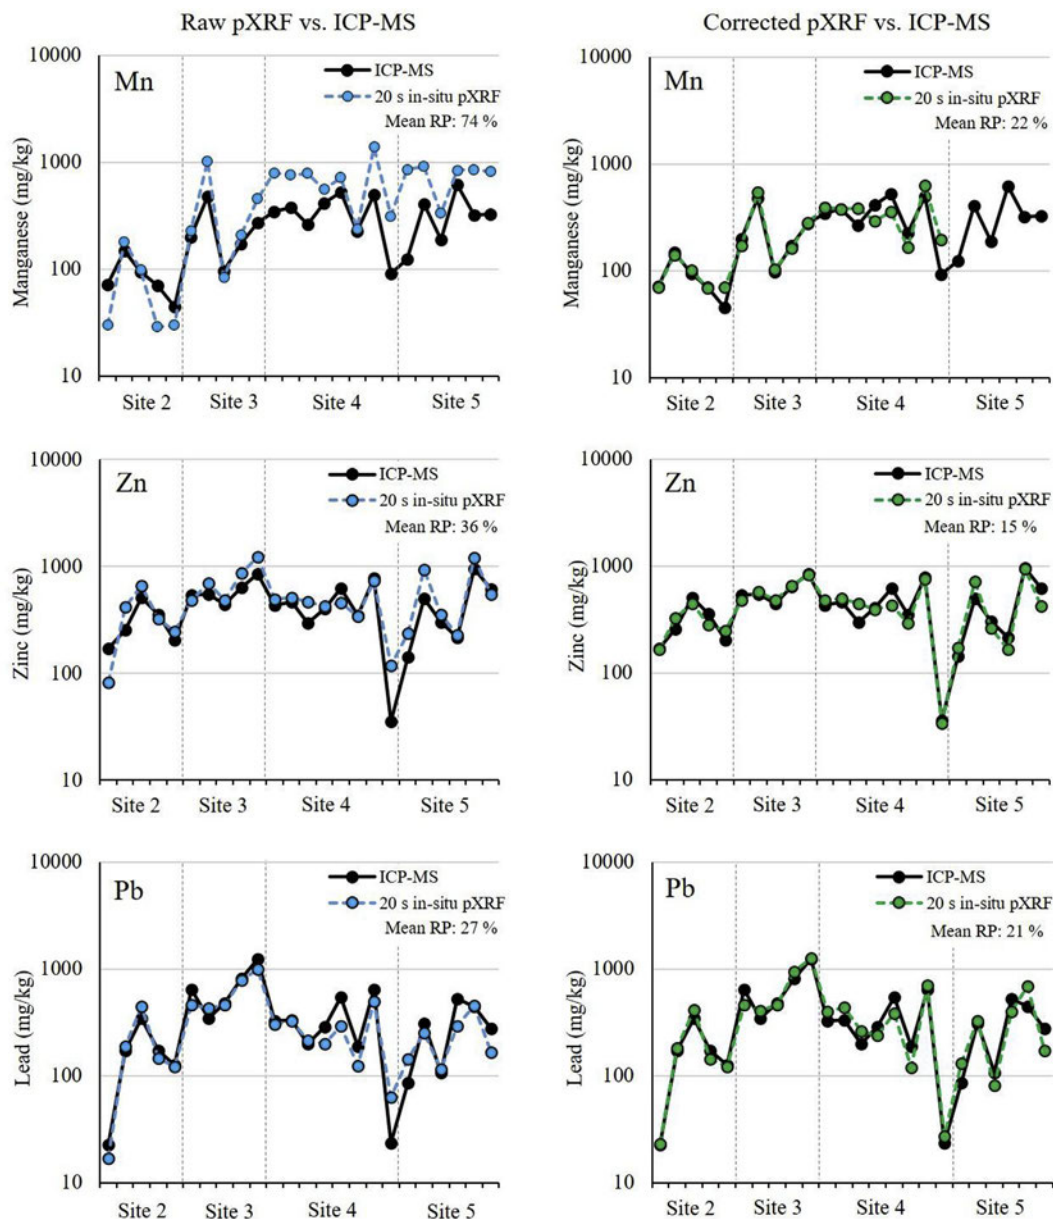 Raw pXRF vs. ICP-MS
Corrected pXRF vs. ICP-MS
Mn
Manganese (mg/kg)
10000
1000
100
10
ICP-MS
20 s in-situ pXRF
Mean RP: 74 %
Site 2
Site 3
Site 4
Site 5
Mn
Manganese (mg/kg)
10000
1000
100
10
ICP-MS
20 s in-situ pXRF
Mean RP: 22 %
Site 2
Site 3
Site 4
Site 5
Zn
Zinc (mg/kg)
10000
1000
100
10
ICP-MS
20 s in-situ pXRF
Mean RP: 36 %
Site 2
Site 3
Site 4
Site 5
Zn
Zinc (mg/kg)
10000
1000
100
10
ICP-MS
20 s in-situ pXRF
Mean RP: 15 %
Site 2
Site 3
Site 4
Site 5
Pb
Lead (mg/kg)
10000
1000
100
10
ICP-MS
20 s in-situ pXRF
Mean RP: 27 %
Site 2
Site 3
Site 4
Site 5
Pb
Lead (mg/kg)
10000
1000
100
10
ICP-MS
20 s in-situ pXRF
Mean RP: 21 %
Site 2
Site 3
Site 4
Site 5